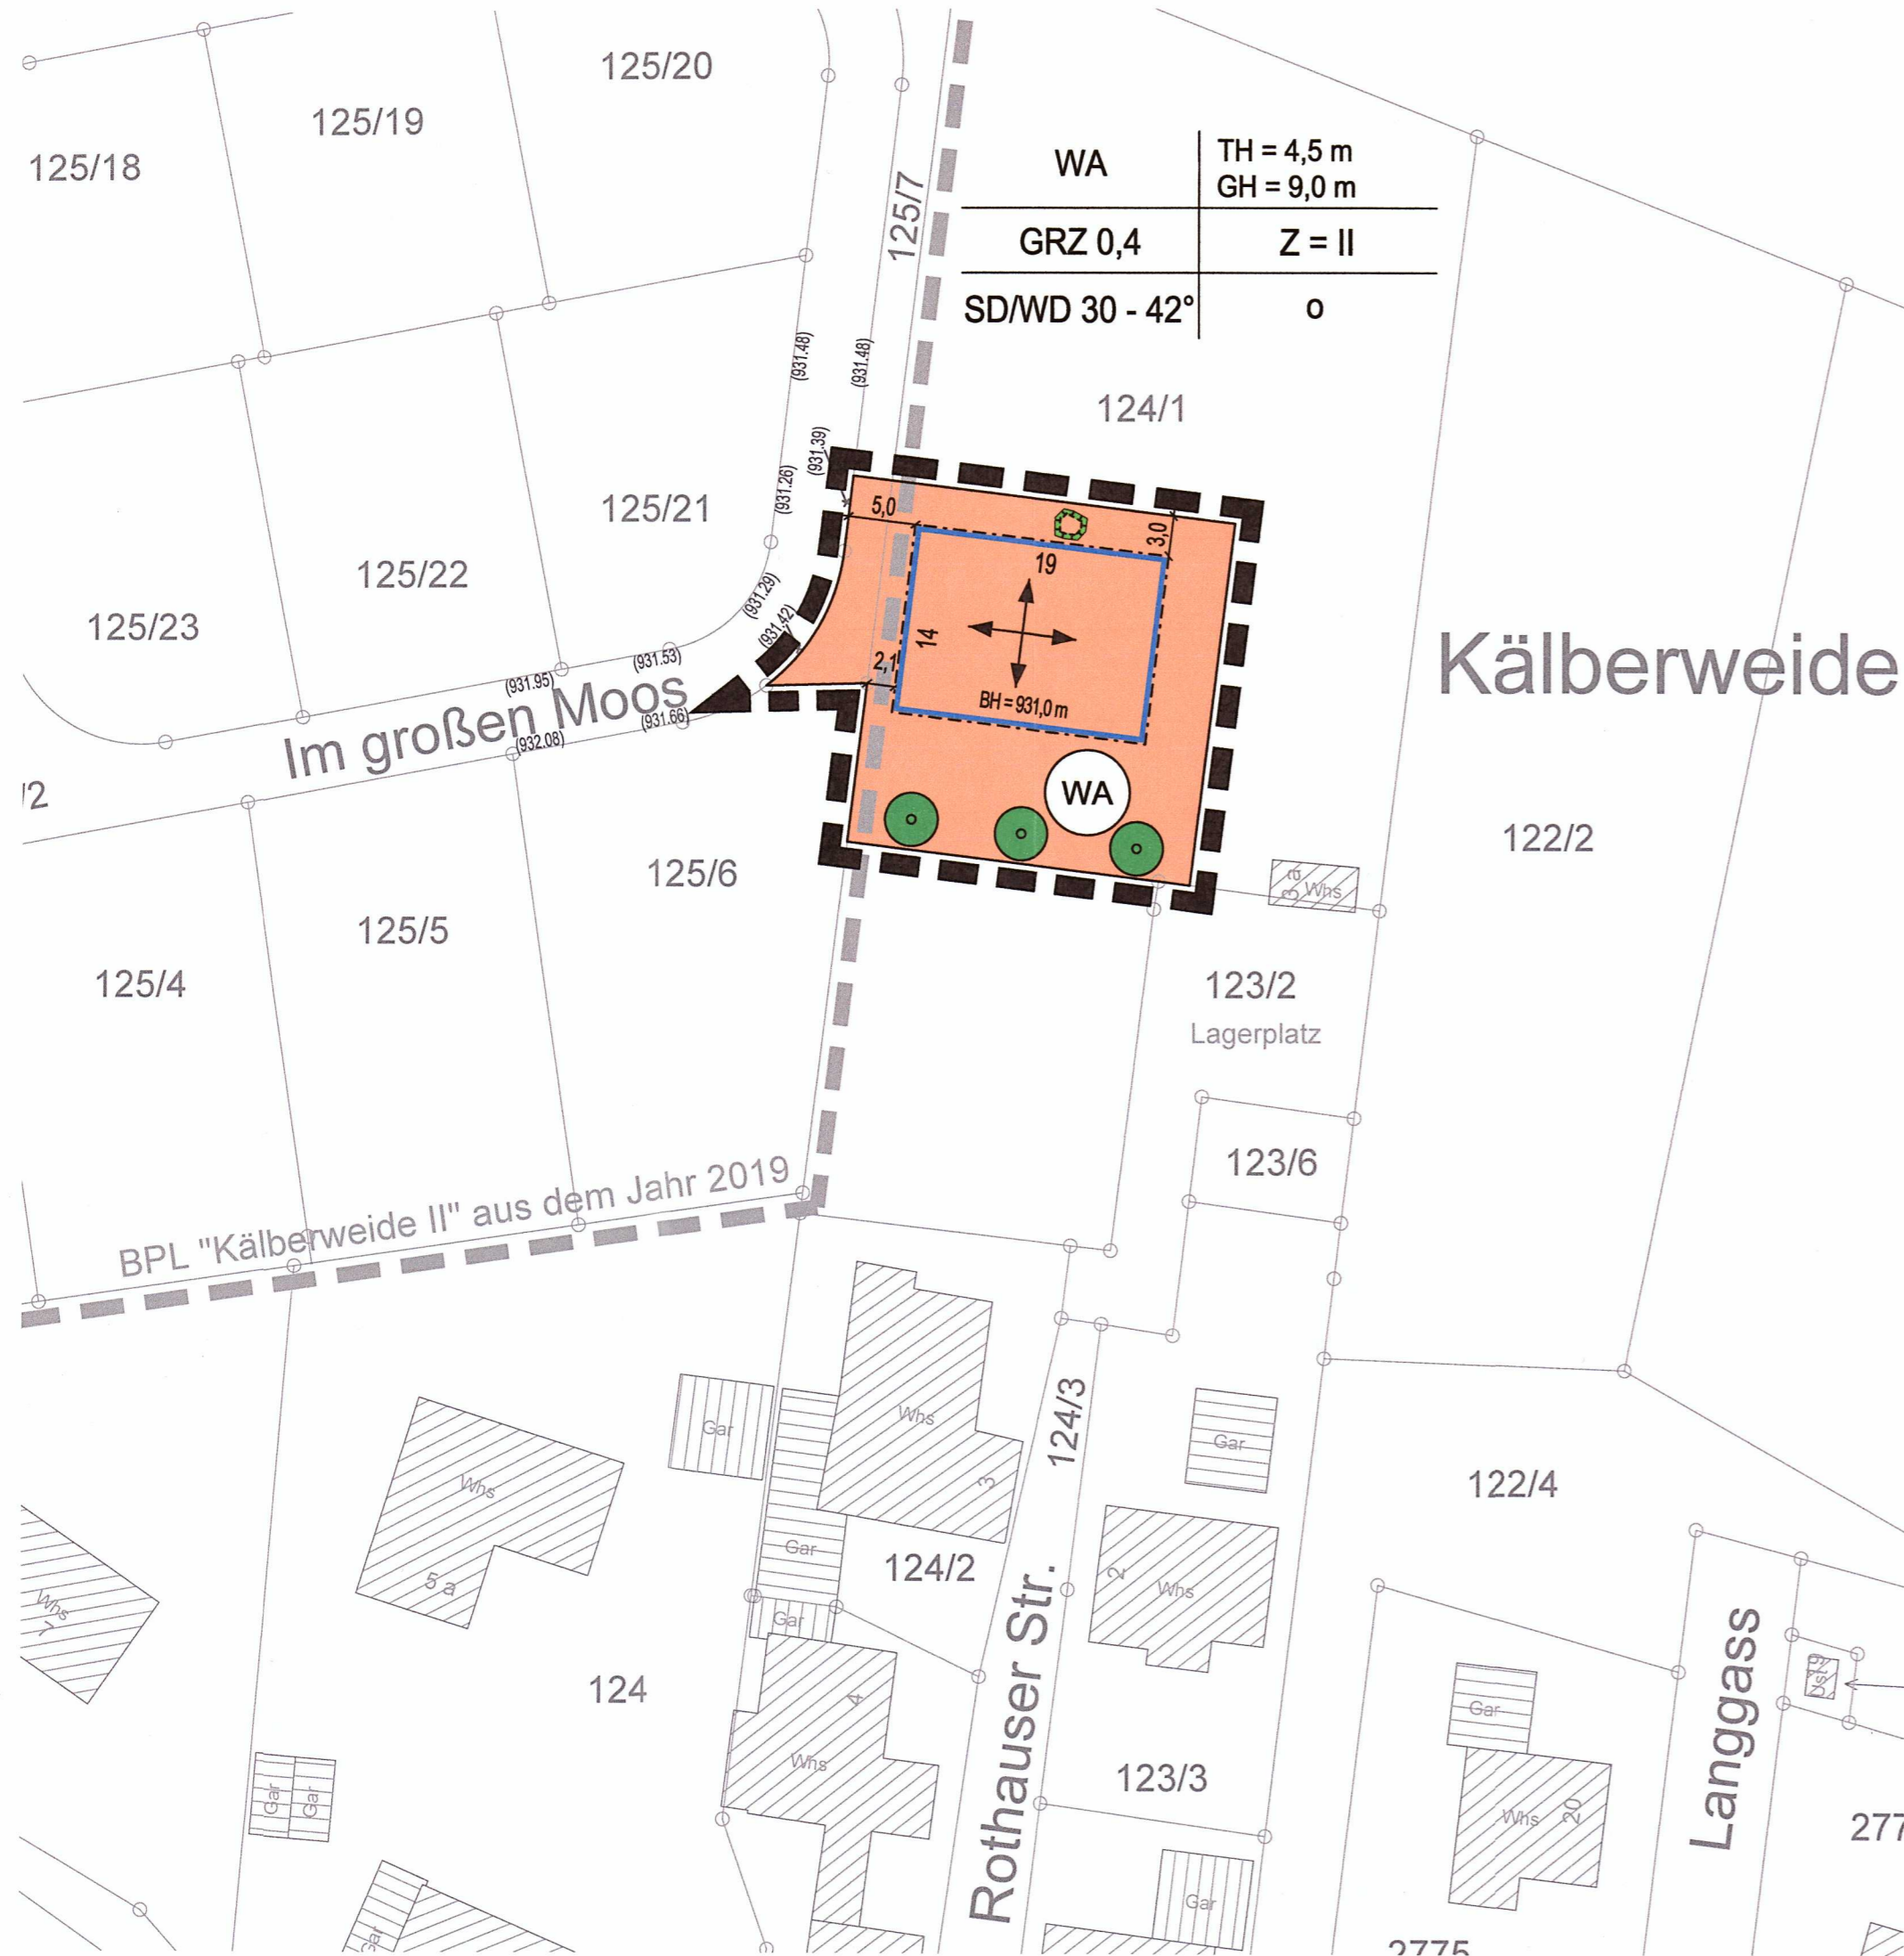 125/20
125/19
125/18
125/7
WA
TH = 4,5 m
GH = 9,0 m
GRZ 0,4
Z = II
SD/WD 30 - 42°
o
(931.48)
(931.48)
124/1
(931.39)
(931.26)
125/21
5,0
3,0
19
125/22
(931.29)
125/23
(931.42)
14
Kälberweide
2,1
(931.53)
(931.95)
BH = 931,0 m
Im großen Moos
(931.66)
(932.08)
/2
WA
122/2
125/6
3 a
Whs
125/5
125/4
123/2
Lagerplatz
123/6
BPL "Kälberweide II" aus dem Jahr 2019
Whs
Gar
124/3
Gar
3
Whs
122/4
Gar
124/2
5 a
2
Whs
Whs
7
Gar
Rothauser Str.
124
4
Langgass
Gar
Whs
123/3
Gar
Gar
Whs
20
277
Gar
Gar
2775